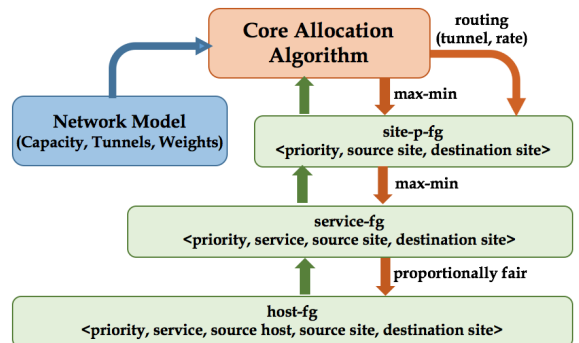 Core Allocation
Algorithm
routing
(tunnel, rate)
Network Model
(Capacity, Tunnels, Weights)
max-min
site-p-fg
<priority, source site, destination site>
max-min
service-fg
<priority, service, source site, destination site>
proportionally fair
host-fg
<priority, service, source host, source site, destination site>